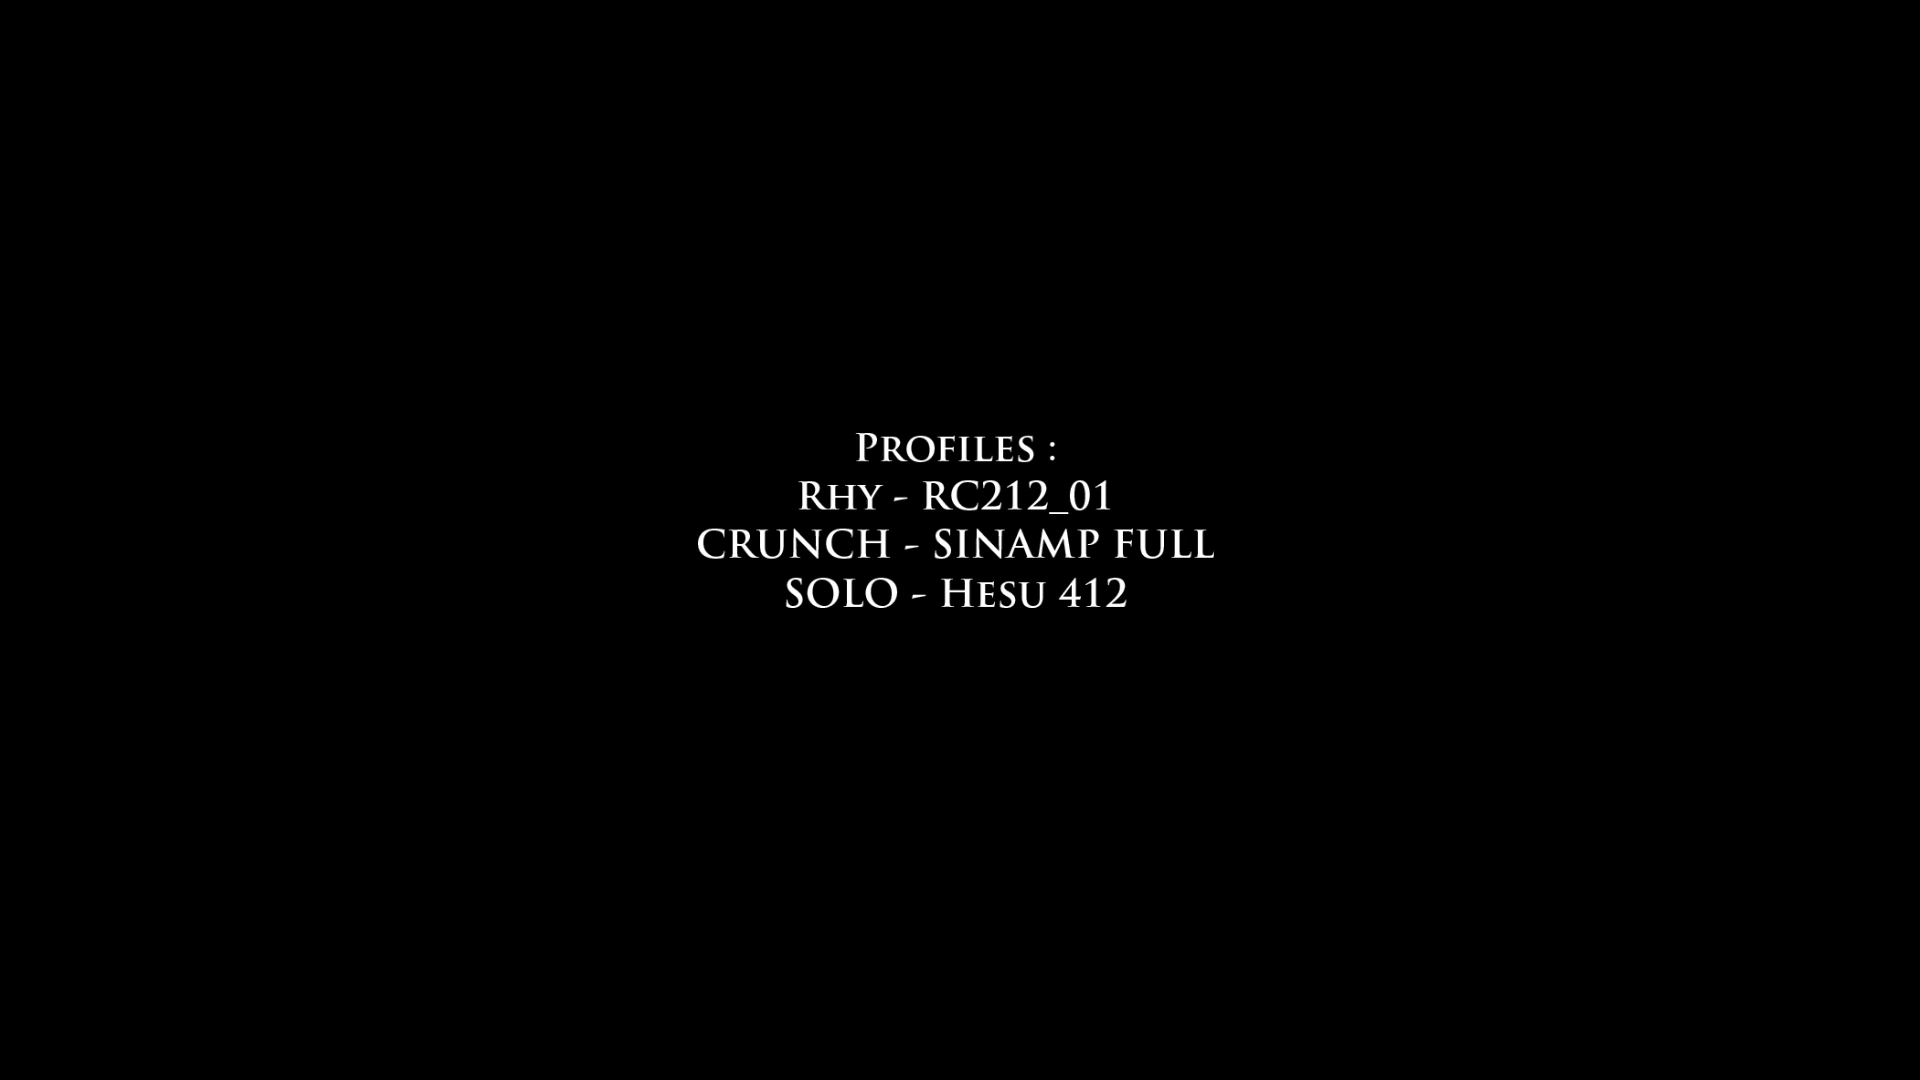 Profiles :
Rhy - RC212_01
CRUNCH - SINAMP FULL
SOLO - Hesu 412